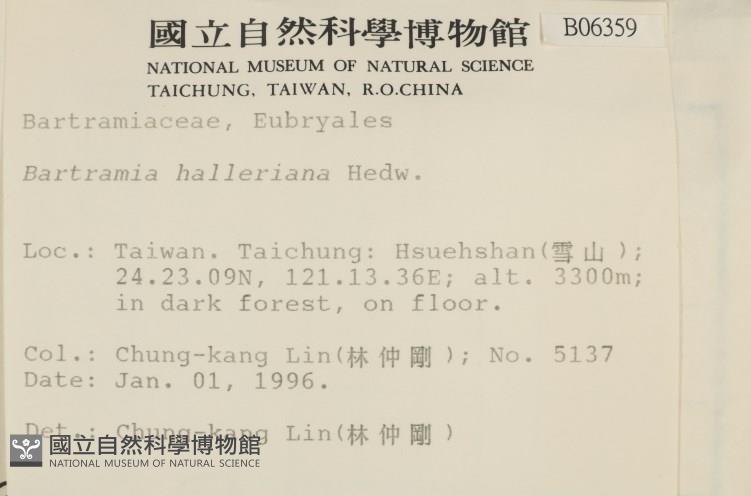 國立自然科學博物館
B06359
NATIONAL MUSEUM OF NATURAL SCIENCE
TAICHUNG, TAIWAN, R.O.CHINA
Bartramiaceae, Eubryales
Bartramia halleriana Hedw.
Loc.: Taiwan. Taichung: Hsuehshan(雪山);
24.23.09N, 121.13.36E; alt. 3300m;
in dark forest, on floor.
Col.: Chung-kang Lin(林仲剛); No. 5137
Date: Jan. 01, 1996.
Det.: Chung-kang Lin(林仲剛)
國立自然科學博物館
NATIONAL MUSEUM OF NATURAL SCIENCE